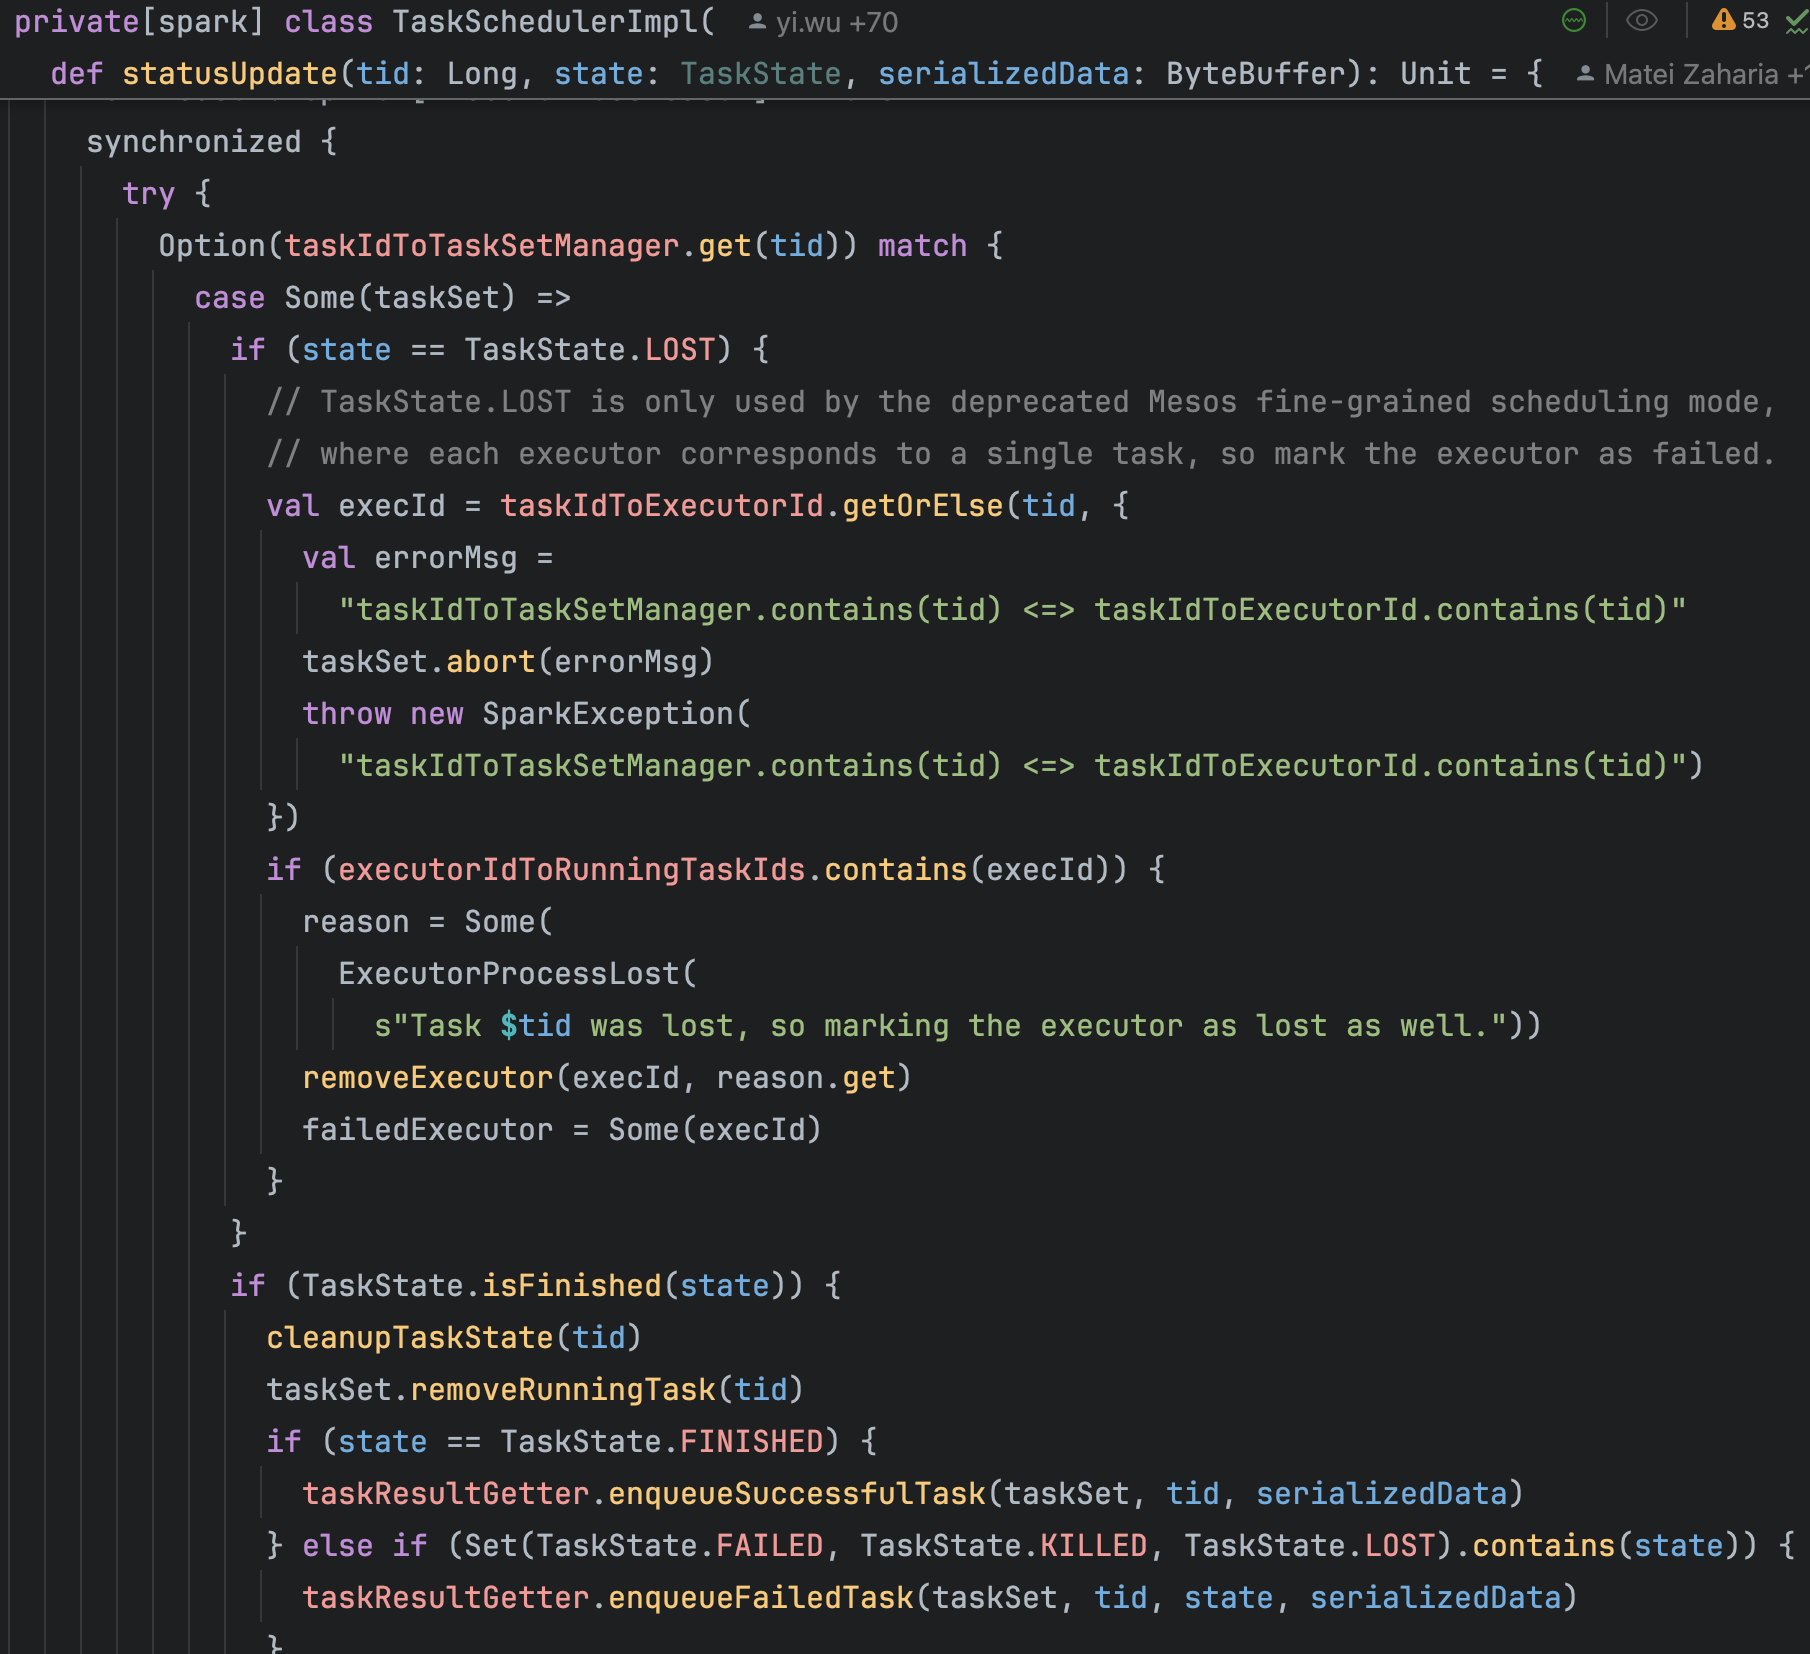 private[spark] class TaskSchedulerImpl( yi.wu +70 53
def statusUpdate(tid: Long, state: TaskState, serializedData: ByteBuffer): Unit = { Matei Zaharia
synchronized {
try {
Option(taskIdToTaskSetManager.get(tid)) match {
case Some(taskSet) =>
if (state == TaskState.LOST) {
// TaskState.LOST is only used by the deprecated Mesos fine-grained scheduling mode,
// where each executor corresponds to a single task, so mark the executor as failed.
val execId = taskIdToExecutorId.getOrElse(tid, {
val errorMsg =
"taskIdToTaskSetManager.contains(tid) <=> taskIdToExecutorId.contains(tid)"
taskSet.abort(errorMsg)
throw new SparkException(
"taskIdToTaskSetManager.contains(tid) <=> taskIdToExecutorId.contains(tid)")
})
if (executorIdToRunningTaskIds.contains(execId)) {
reason = Some(
ExecutorProcessLost(
s"Task $tid was lost, so marking the executor as lost as well."))
removeExecutor(execId, reason.get)
failedExecutor = Some(execId)
}
}
if (TaskState.isFinished(state)) {
cleanupTaskState(tid)
taskSet.removeRunningTask(tid)
if (state == TaskState.FINISHED) {
taskResultGetter.enqueueSuccessfulTask(taskSet, tid, serializedData)
} else if (Set(TaskState.FAILED, TaskState.KILLED, TaskState.LOST).contains(state)) {
taskResultGetter.enqueueFailedTask(taskSet, tid, state, serializedData)
}